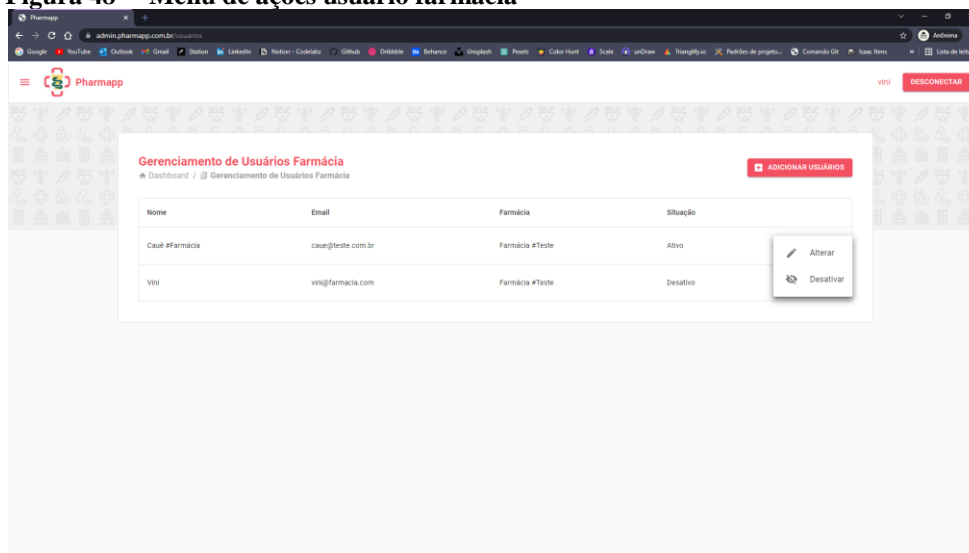 Figura 48 – Menu de ações usuário farmácia
Pharmapp
admin.pharmapp.com.br/usuarios
Anônima
Google YouTube Outlook Gmail Station LinkedIn Notion - Codelabz Github Dribbble Behance Unsplash Pexels Color Hunt Scale unDraw Trianglify.io Padrões de projeto... Comando Git Isaac Itens » Lista de leitu
Pharmapp
vini
DESCONECTAR
Gerenciamento de Usuários Farmácia
ADICIONAR USUÁRIOS
Dashboard / Gerenciamento de Usuários Farmácia
Nome Email Farmácia Situação
Cauê #Farmácia caue@teste.com.br Farmácia #Teste Ativo
Alterar
Vini vini@farmacia.com Farmácia #Teste Desativo
Desativar